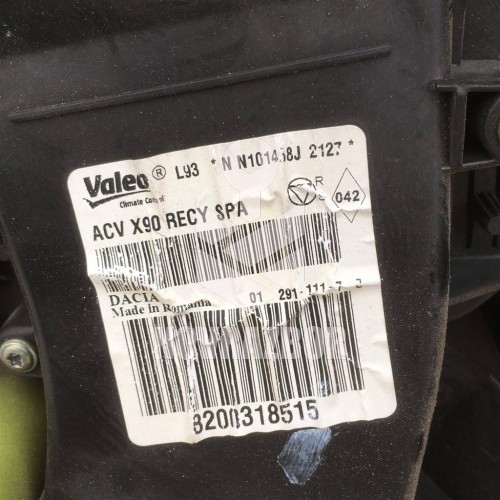 Valeo ® L93 * N N101458J 2127 *
Climate Control
R
S 042
ACV X90 RECY SPA
DACIA 01 291-111-7
Made in Romania
8200318515